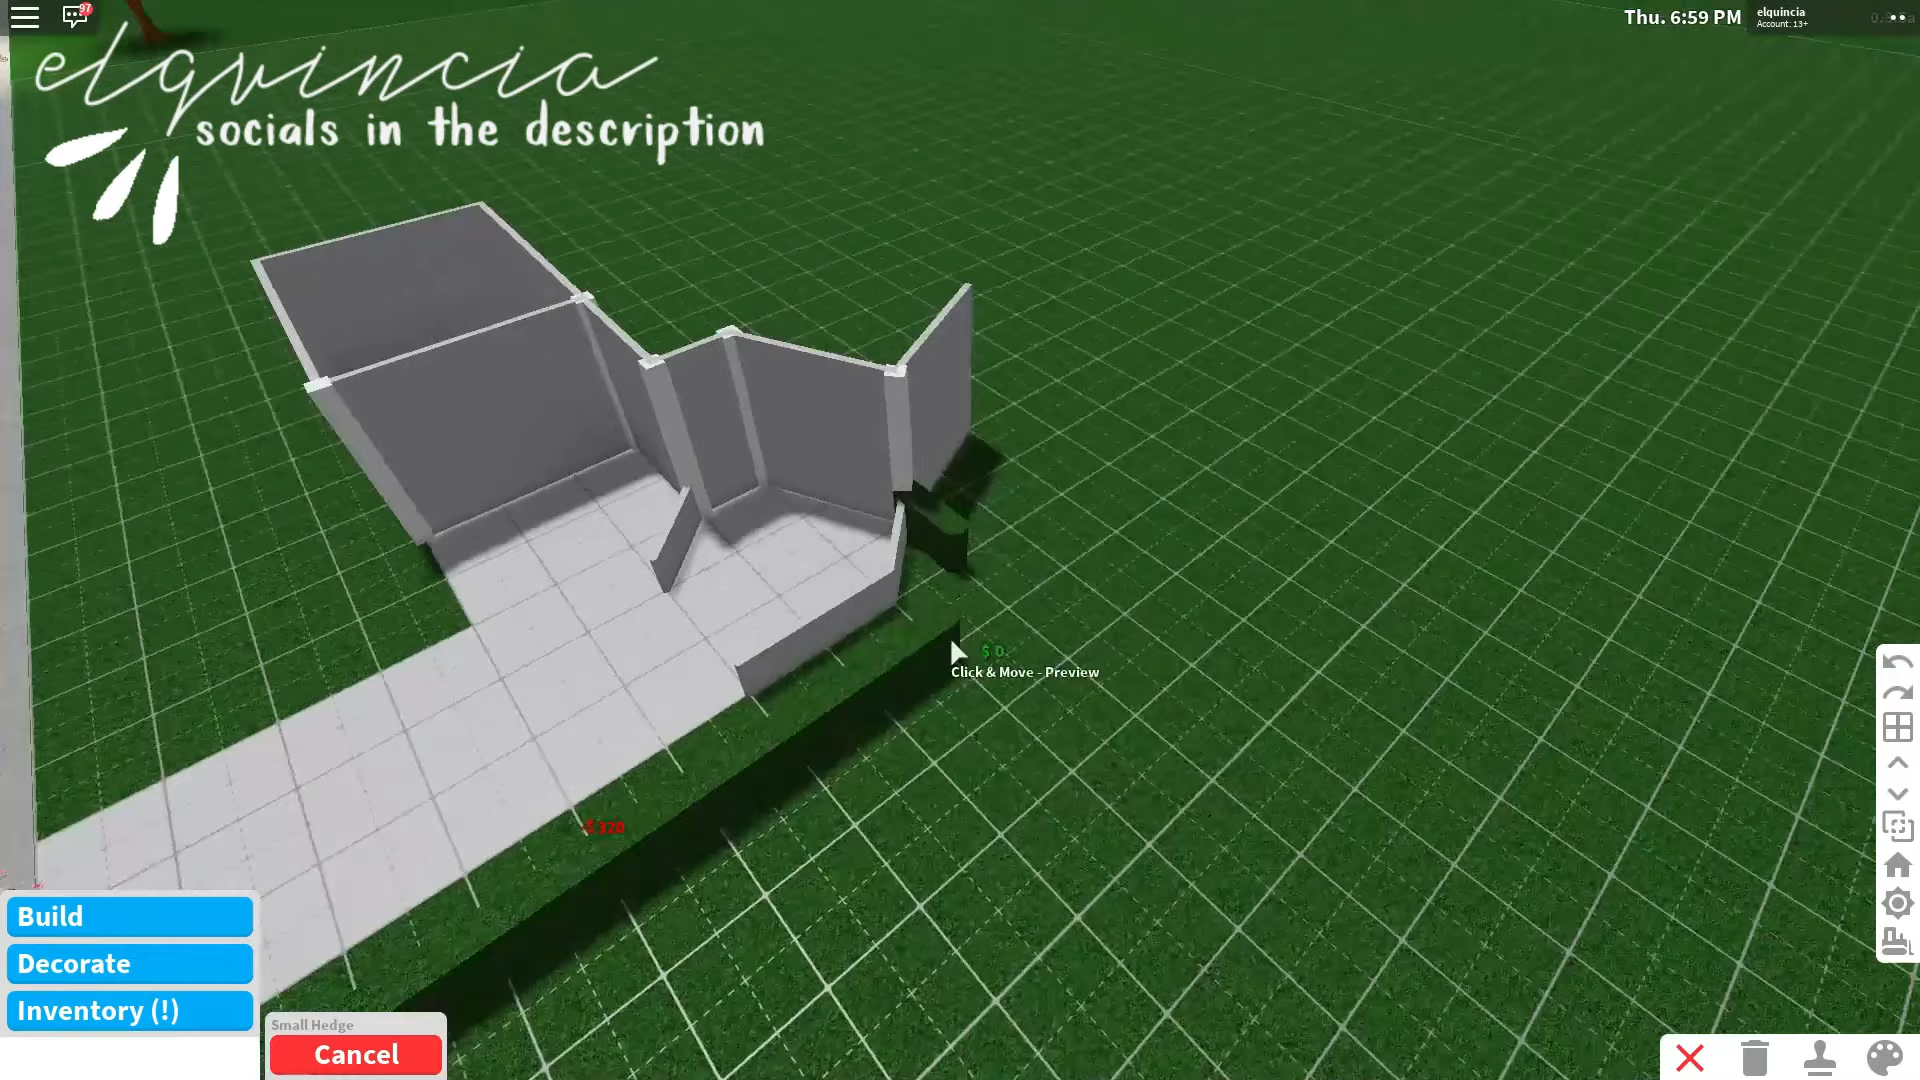 97
Thu. 6:59 PM
elquincia
Account: 13+
elquincia
socials in the description
$ 0
Click & Move - Preview
-$ 320
Build
Decorate
Inventory (!)
Small Hedge
Cancel